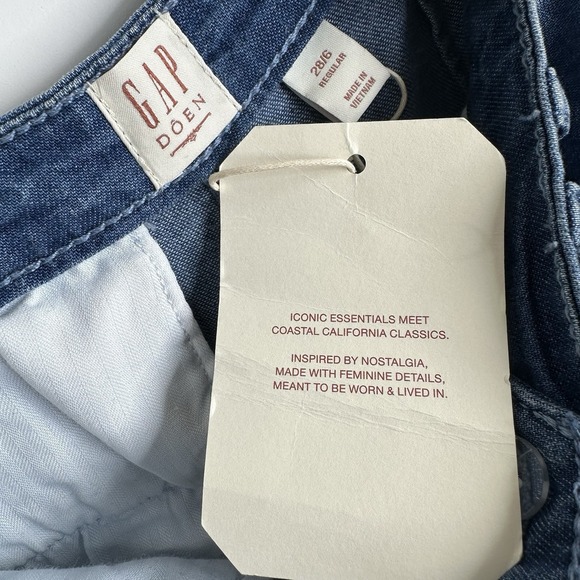 GAP
DÔEN
28/6
REGULAR
MADE IN
VIETNAM
ICONIC ESSENTIALS MEET
COASTAL CALIFORNIA CLASSICS.
INSPIRED BY NOSTALGIA,
MADE WITH FEMININE DETAILS,
MEANT TO BE WORN & LIVED IN.